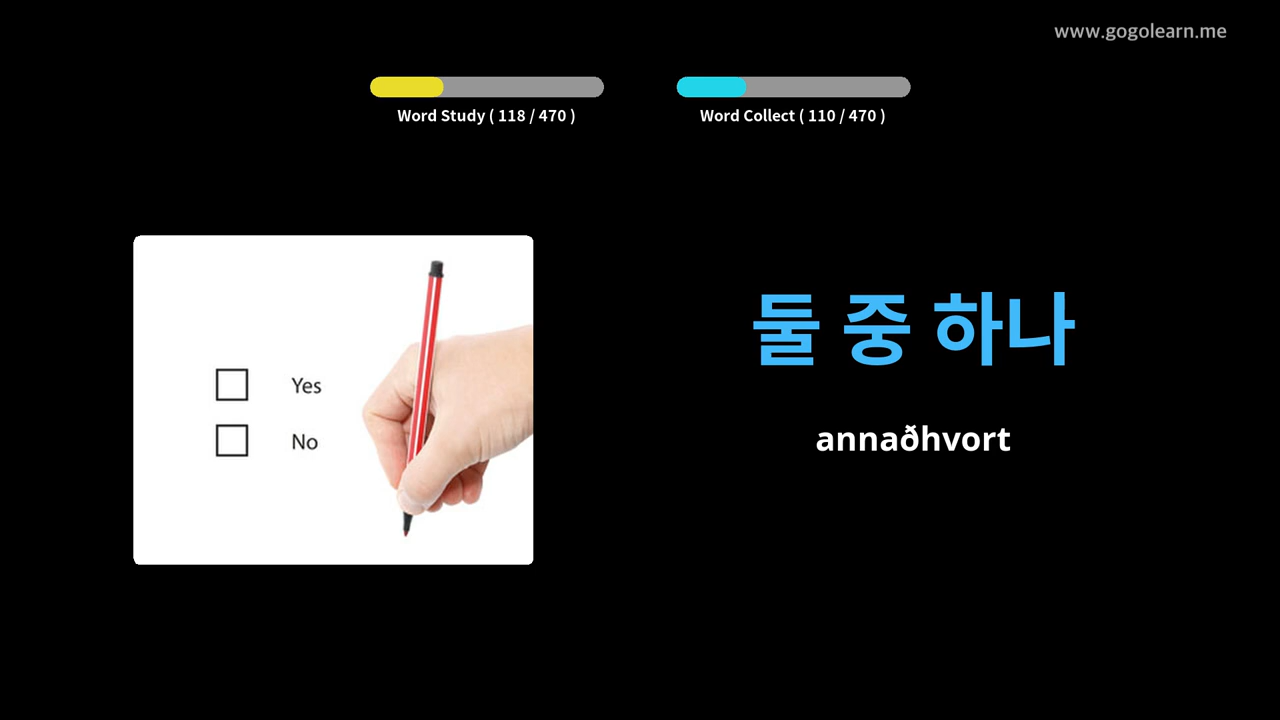 www.gogolearn.me
Word Study ( 118 / 470 )
Word Collect ( 110 / 470 )
Yes
No
둘 중 하나
annaðhvort